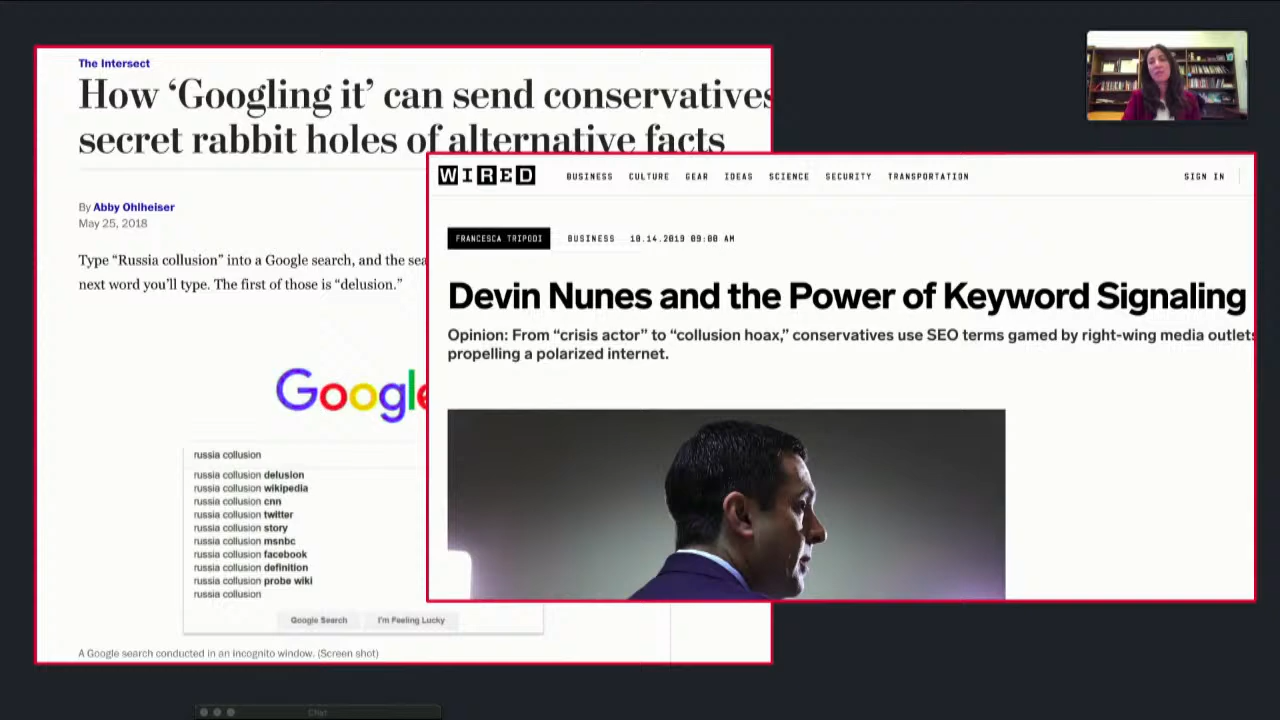 The Intersect
How ‘Googling it’ can send conservatives
secret rabbit holes of alternative facts
By Abby Ohlheiser
May 25, 2018
Type “Russia collusion” into a Google search, and the sea
next word you’ll type. The first of those is “delusion.”
Google
russia collusion
russia collusion delusion
russia collusion wikipedia
russia collusion cnn
russia collusion twitter
russia collusion story
russia collusion msnbc
russia collusion facebook
russia collusion definition
russia collusion probe wiki
russia collusion
Google Search I'm Feeling Lucky
A Google search conducted in an incognito window. (Screen shot)
WIRED BUSINESS CULTURE GEAR IDEAS SCIENCE SECURITY TRANSPORTATION SIGN IN
FRANCESCA TRIPODI BUSINESS 10.14.2019 09:00 AM
Devin Nunes and the Power of Keyword Signaling
Opinion: From “crisis actor” to “collusion hoax,” conservatives use SEO terms gamed by right-wing media outlets
propelling a polarized internet.
Chat